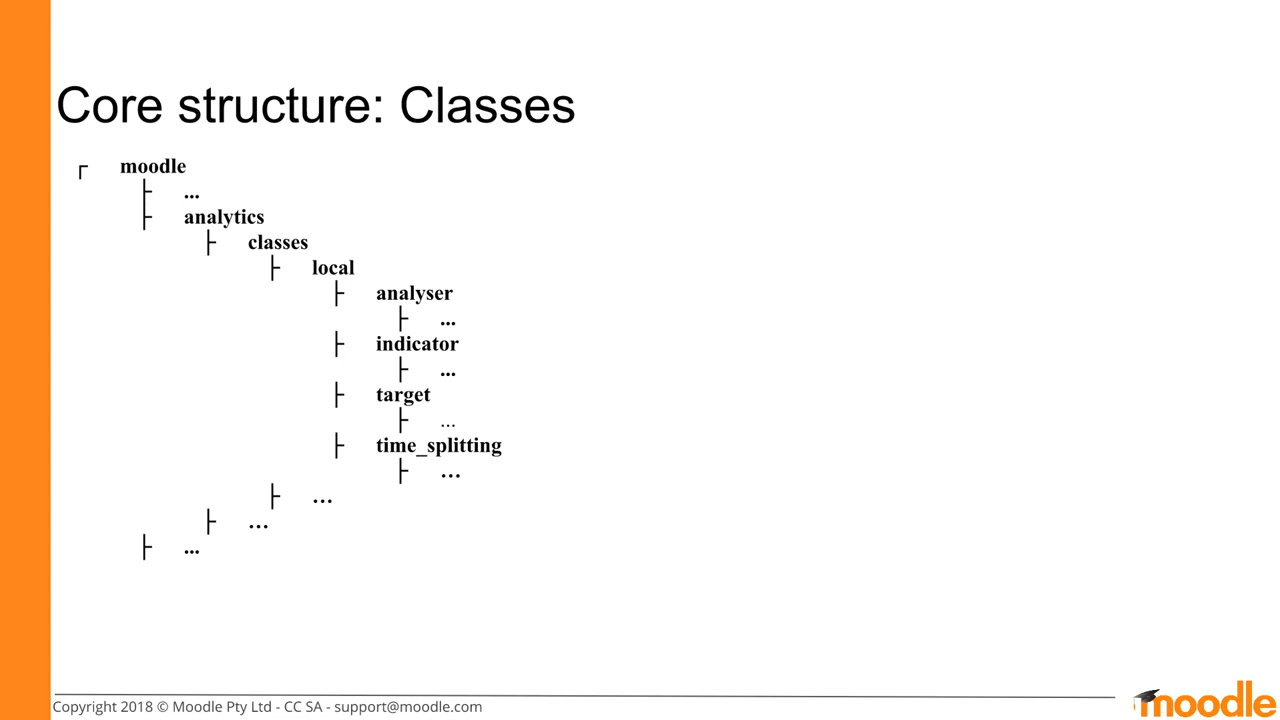 Core structure: Classes
┌ moodle
├ ...
├ analytics
├ classes
├ local
├ analyser
├ ...
├ indicator
├ ...
├ target
├ ...
├ time_splitting
├ ...
├ ...
├ ...
├ ...
Copyright 2018 © Moodle Pty Ltd - CC SA - support@moodle.com
moodle